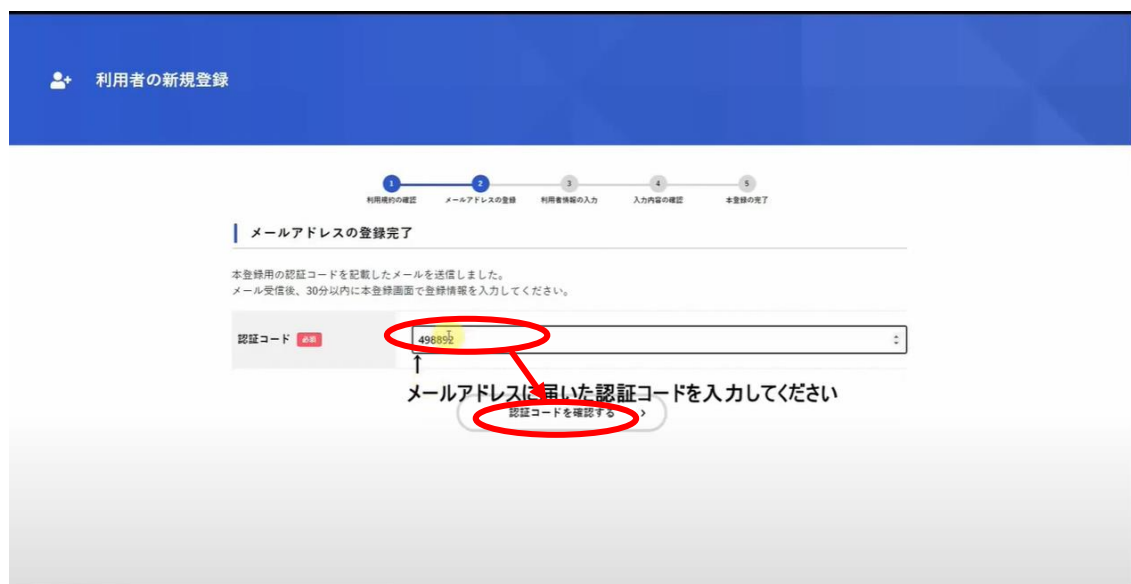 利用者の新規登録
1 2 3 4 5
利用規約の確認 メールアドレスの登録 利用者情報の入力 入力内容の確認 本登録の完了
メールアドレスの登録完了
本登録用の認証コードを記載したメールを送信しました。
メール受信後、30分以内に本登録画面で登録情報を入力してください。
認証コード 必須 498892
↑
メールアドレスに届いた認証コードを入力してください
認証コードを確認する